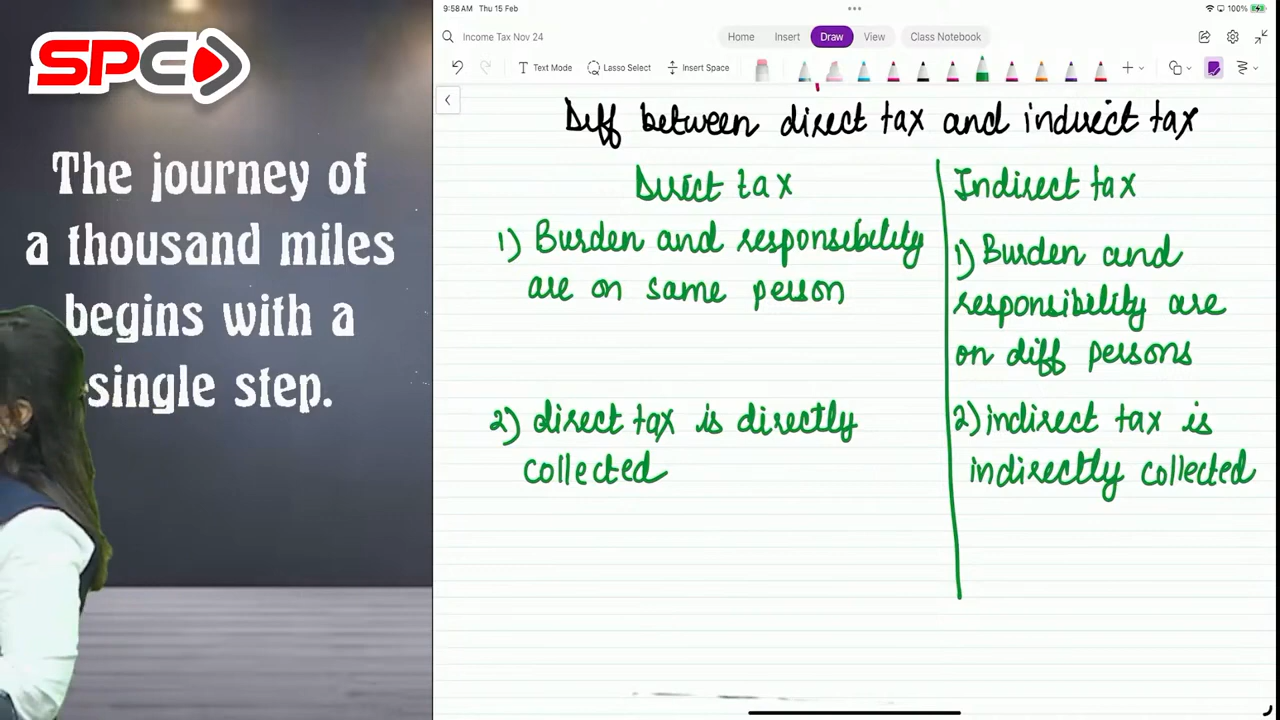 SPED
The journey of
a thousand miles
begins with a
single step.
9:58 AM Thu 15 Feb
100%
Income Tax Nov 24
Home Insert Draw View Class Notebook
Text Mode Lasso Select Insert Space
Diff between direct tax and indirect tax
Direct tax
1) Burden and responsibility
are on same person
2) direct tax is directly
collected
Indirect tax
1) Burden and
responsibility are
on diff persons
2) indirect tax is
indirectly collected